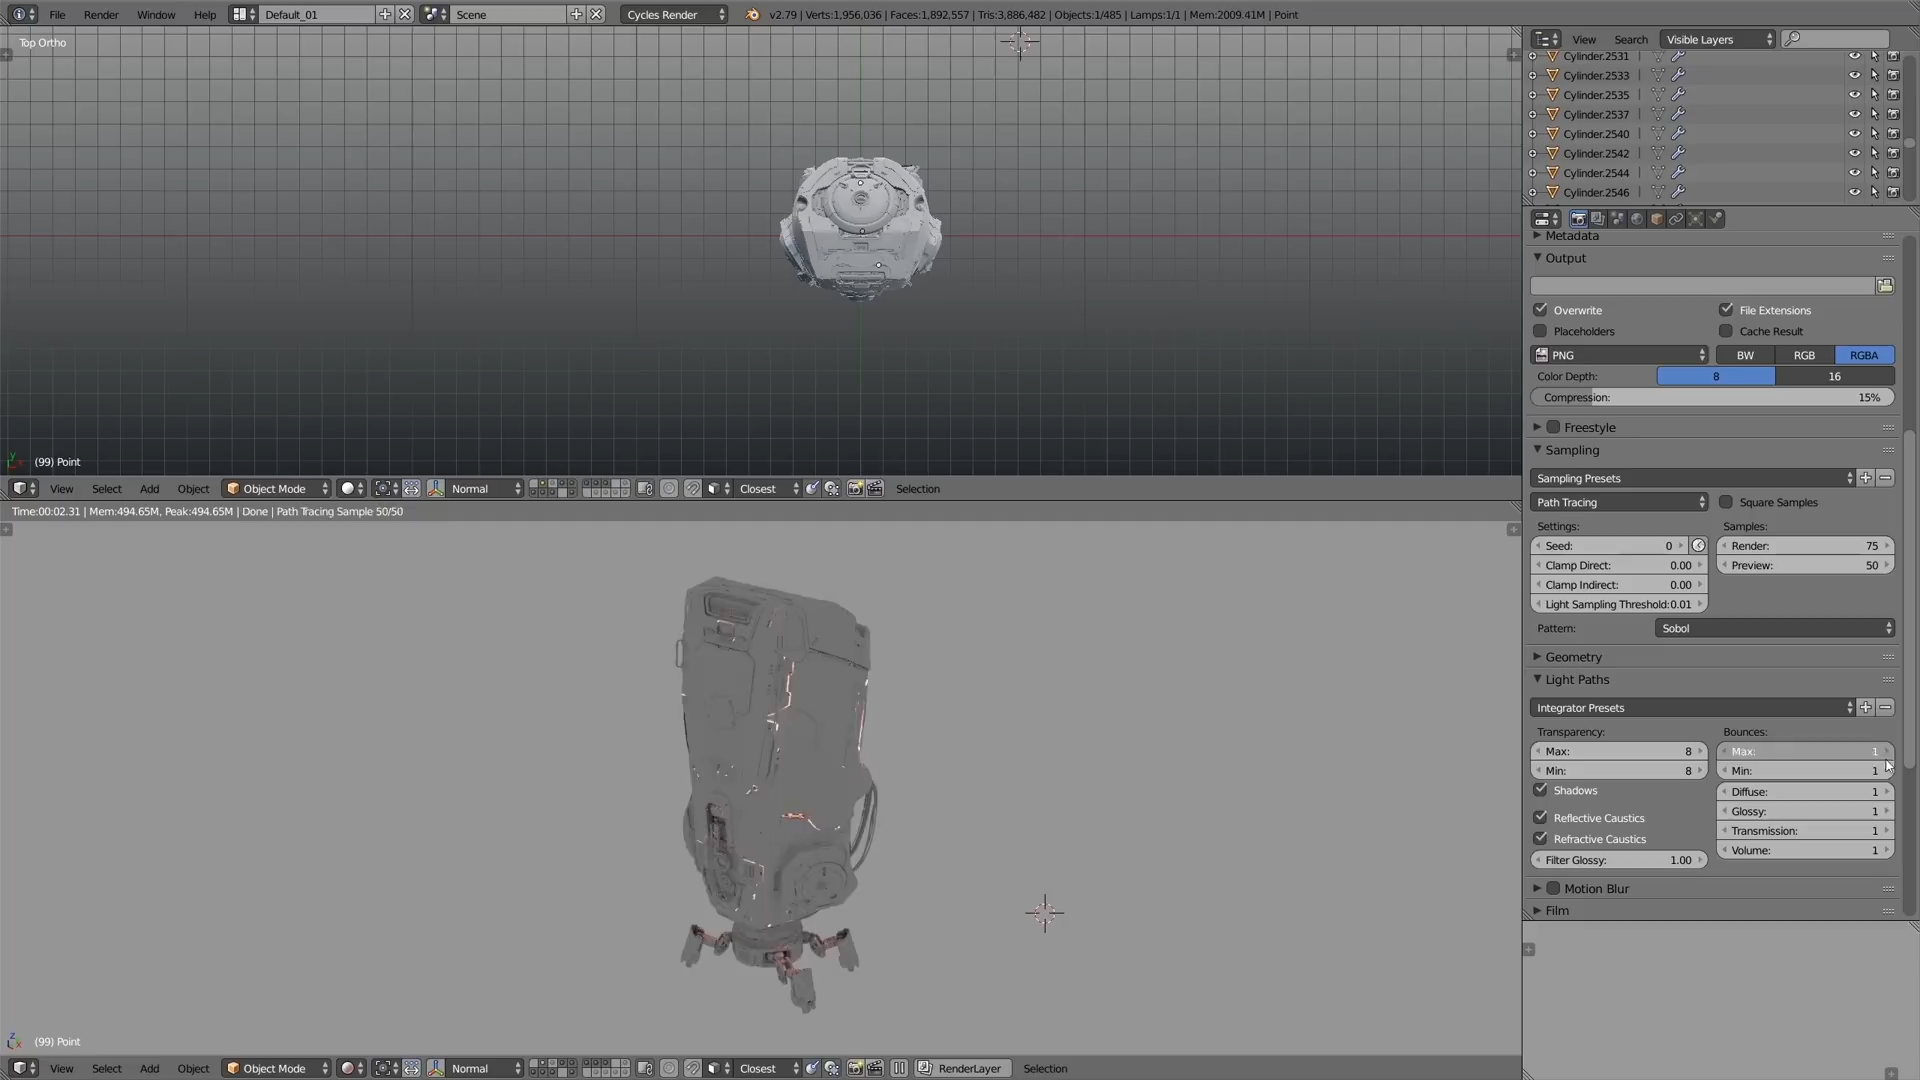 File Render Window Help Default_01 Scene Cycles Render v2.79 | Verts:1,956,036 | Faces:1,892,557 | Tris:3,886,482 | Objects:1/485 | Lamps:1/1 | Mem:2009.41M | Point
Top Ortho
(99) Point
View Select Add Object Object Mode Normal Closest Selection
Time:00:02.31 | Mem:494.65M, Peak:494.65M | Done | Path Tracing Sample 50/50
(99) Point
View Select Add Object Object Mode Normal Closest RenderLayer Selection
View Search Visible Layers
Cylinder.2531
Cylinder.2533
Cylinder.2535
Cylinder.2537
Cylinder.2540
Cylinder.2542
Cylinder.2544
Cylinder.2546
Metadata
Output
Overwrite File Extensions
Placeholders Cache Result
PNG BW RGB RGBA
Color Depth: 8 16
Compression: 15%
Freestyle
Sampling
Sampling Presets
Path Tracing Square Samples
Settings: Samples:
Seed: 0 Render: 75
Clamp Direct: 0.00 Preview: 50
Clamp Indirect: 0.00
Light Sampling Threshold:0.01
Pattern: Sobol
Geometry
Light Paths
Integrator Presets
Transparency: Bounces:
Max: 8 Max: 1
Min: 8 Min: 1
Shadows Diffuse: 1
Reflective Caustics Glossy: 1
Refractive Caustics Transmission: 1
Filter Glossy: 1.00 Volume: 1
Motion Blur
Film